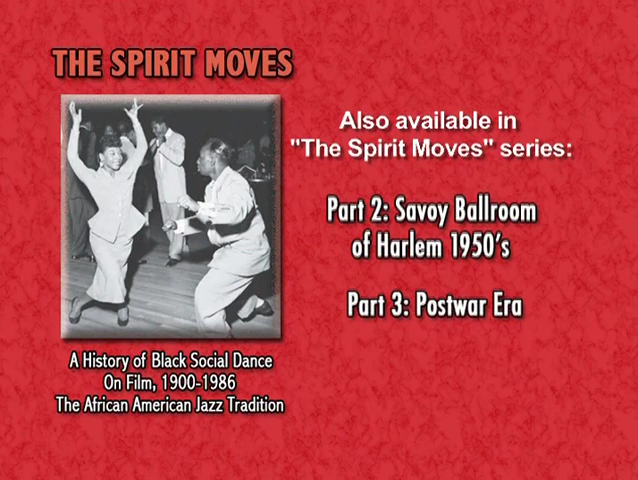 THE SPIRIT MOVES
A History of Black Social Dance
On Film, 1900-1986
The African American Jazz Tradition
Also available in
"The Spirit Moves" series:
Part 2: Savoy Ballroom
of Harlem 1950's
Part 3: Postwar Era